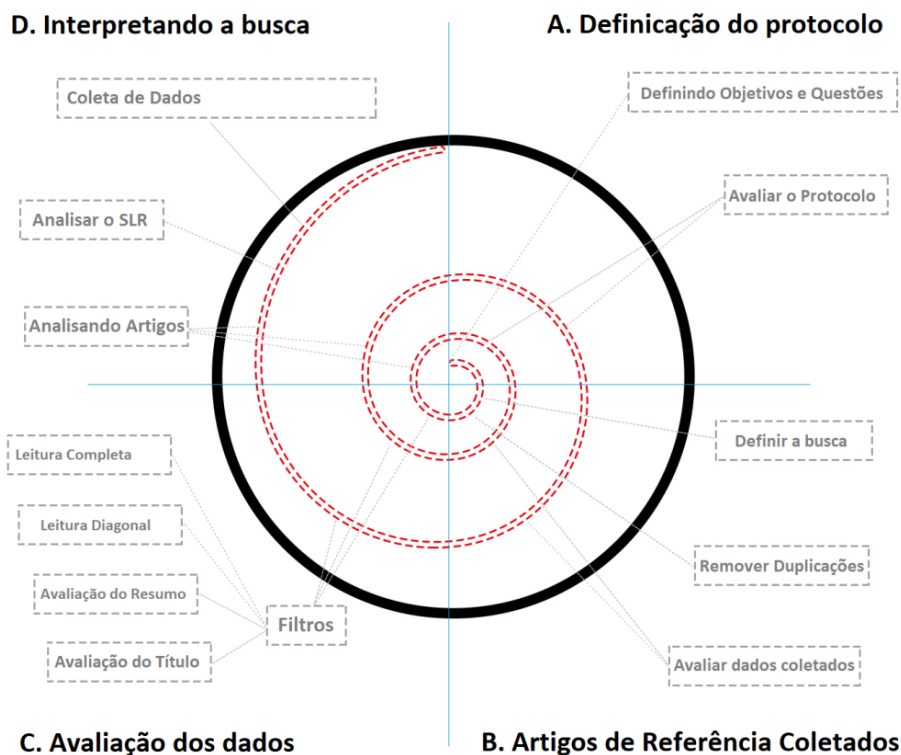 D. Interpretando a busca
A. Definicação do protocolo
Coleta de Dados
Definindo Objetivos e Questões
Analisar o SLR
Avaliar o Protocolo
Analisando Artigos
Definir a busca
Leitura Completa
Leitura Diagonal
Remover Duplicações
Avaliação do Resumo
Filtros
Avaliação do Título
Avaliar dados coletados
C. Avaliação dos dados
B. Artigos de Referência Coletados